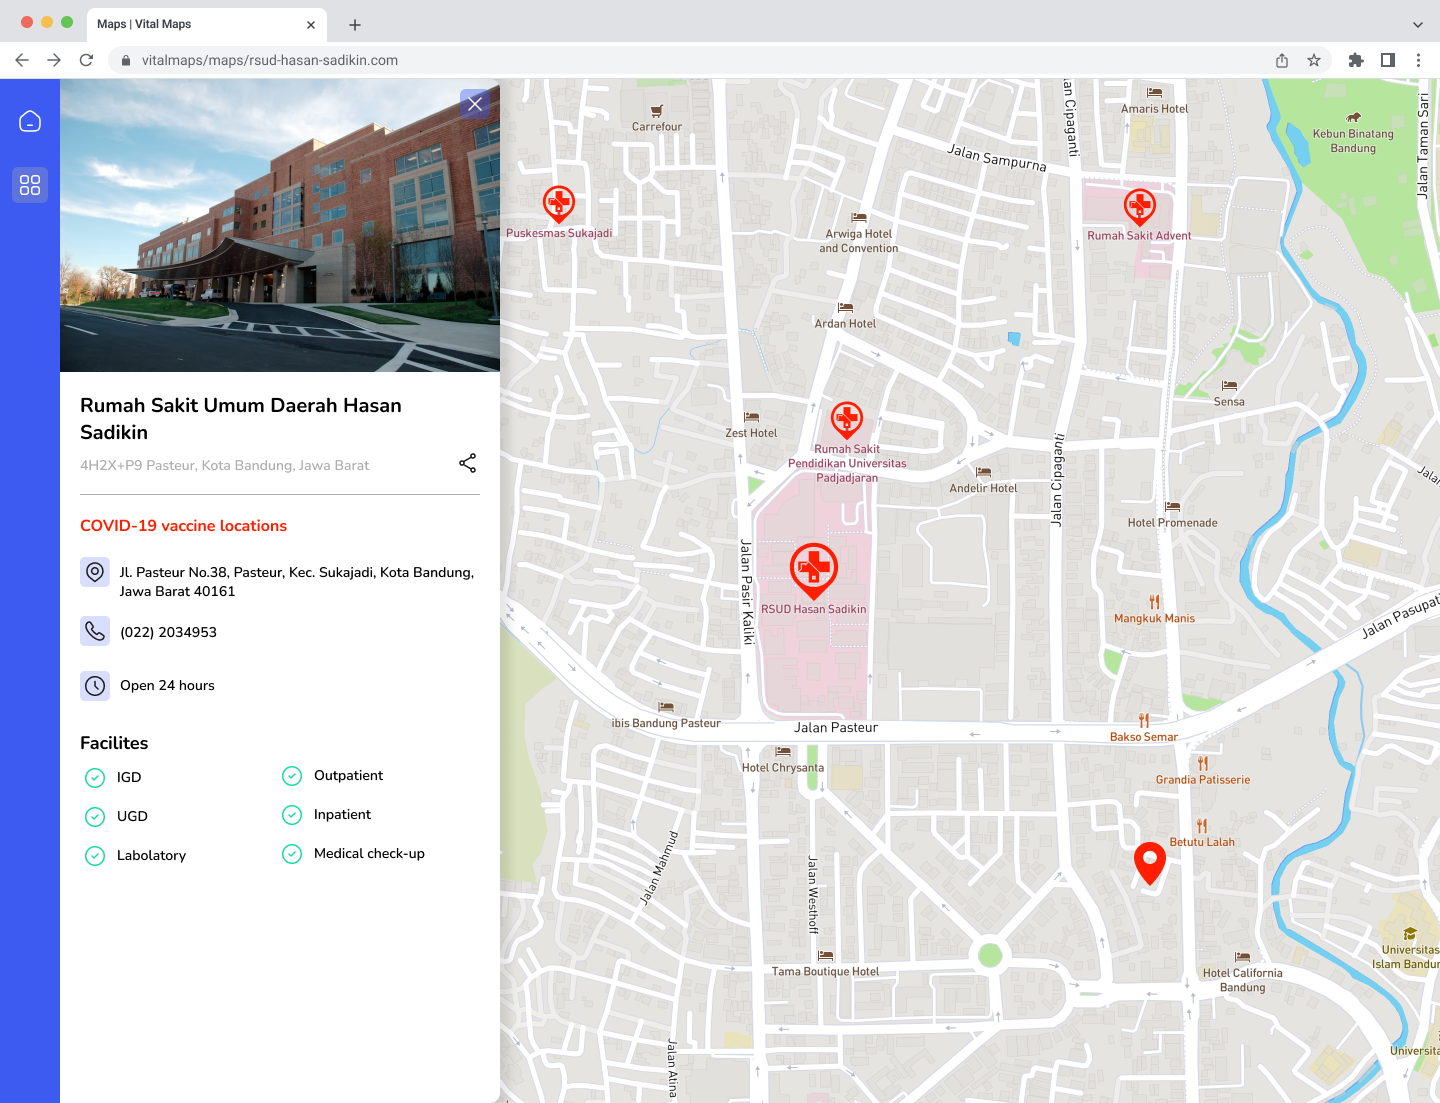 Maps | Vital Maps
vitalmaps/maps/rsud-hasan-sadikin.com
Rumah Sakit Umum Daerah Hasan
Sadikin
4H2X+P9 Pasteur, Kota Bandung, Jawa Barat
COVID-19 vaccine locations
Jl. Pasteur No.38, Pasteur, Kec. Sukajadi, Kota Bandung,
Jawa Barat 40161
(022) 2034953
Open 24 hours
Facilites
IGD
Outpatient
UGD
Inpatient
Labolatory
Medical check-up
Carrefour
lan Cipaganti
Amaris Hotel
Kebun Binatang
Bandung
Jalan Taman Sari
Jalan Sampurna
Puskesmas Sukajadi
Arwiga Hotel
and Convention
Rumah Sakit Advent
Ardan Hotel
Sensa
Zest Hotel
Rumah Sakit
Pendidikan Universitas
Padjadjaran
Andelir Hotel
Jalan Cipaganti
Jalan
Hotel Promenade
Jalan Pasir Kaliki
RSUD Hasan Sadikin
Mangkuk Manis
Jalan Pasupati
ibis Bandung Pasteur
Jalan Pasteur
Bakso Semar
Hotel Chrysanta
Grandia Patisserie
Betutu Lalah
Jalan Mahmud
Jalan Westhoff
Universitas
Islam Bandun
Tama Boutique Hotel
Hotel California
Bandung
Jalan Atina
Universita